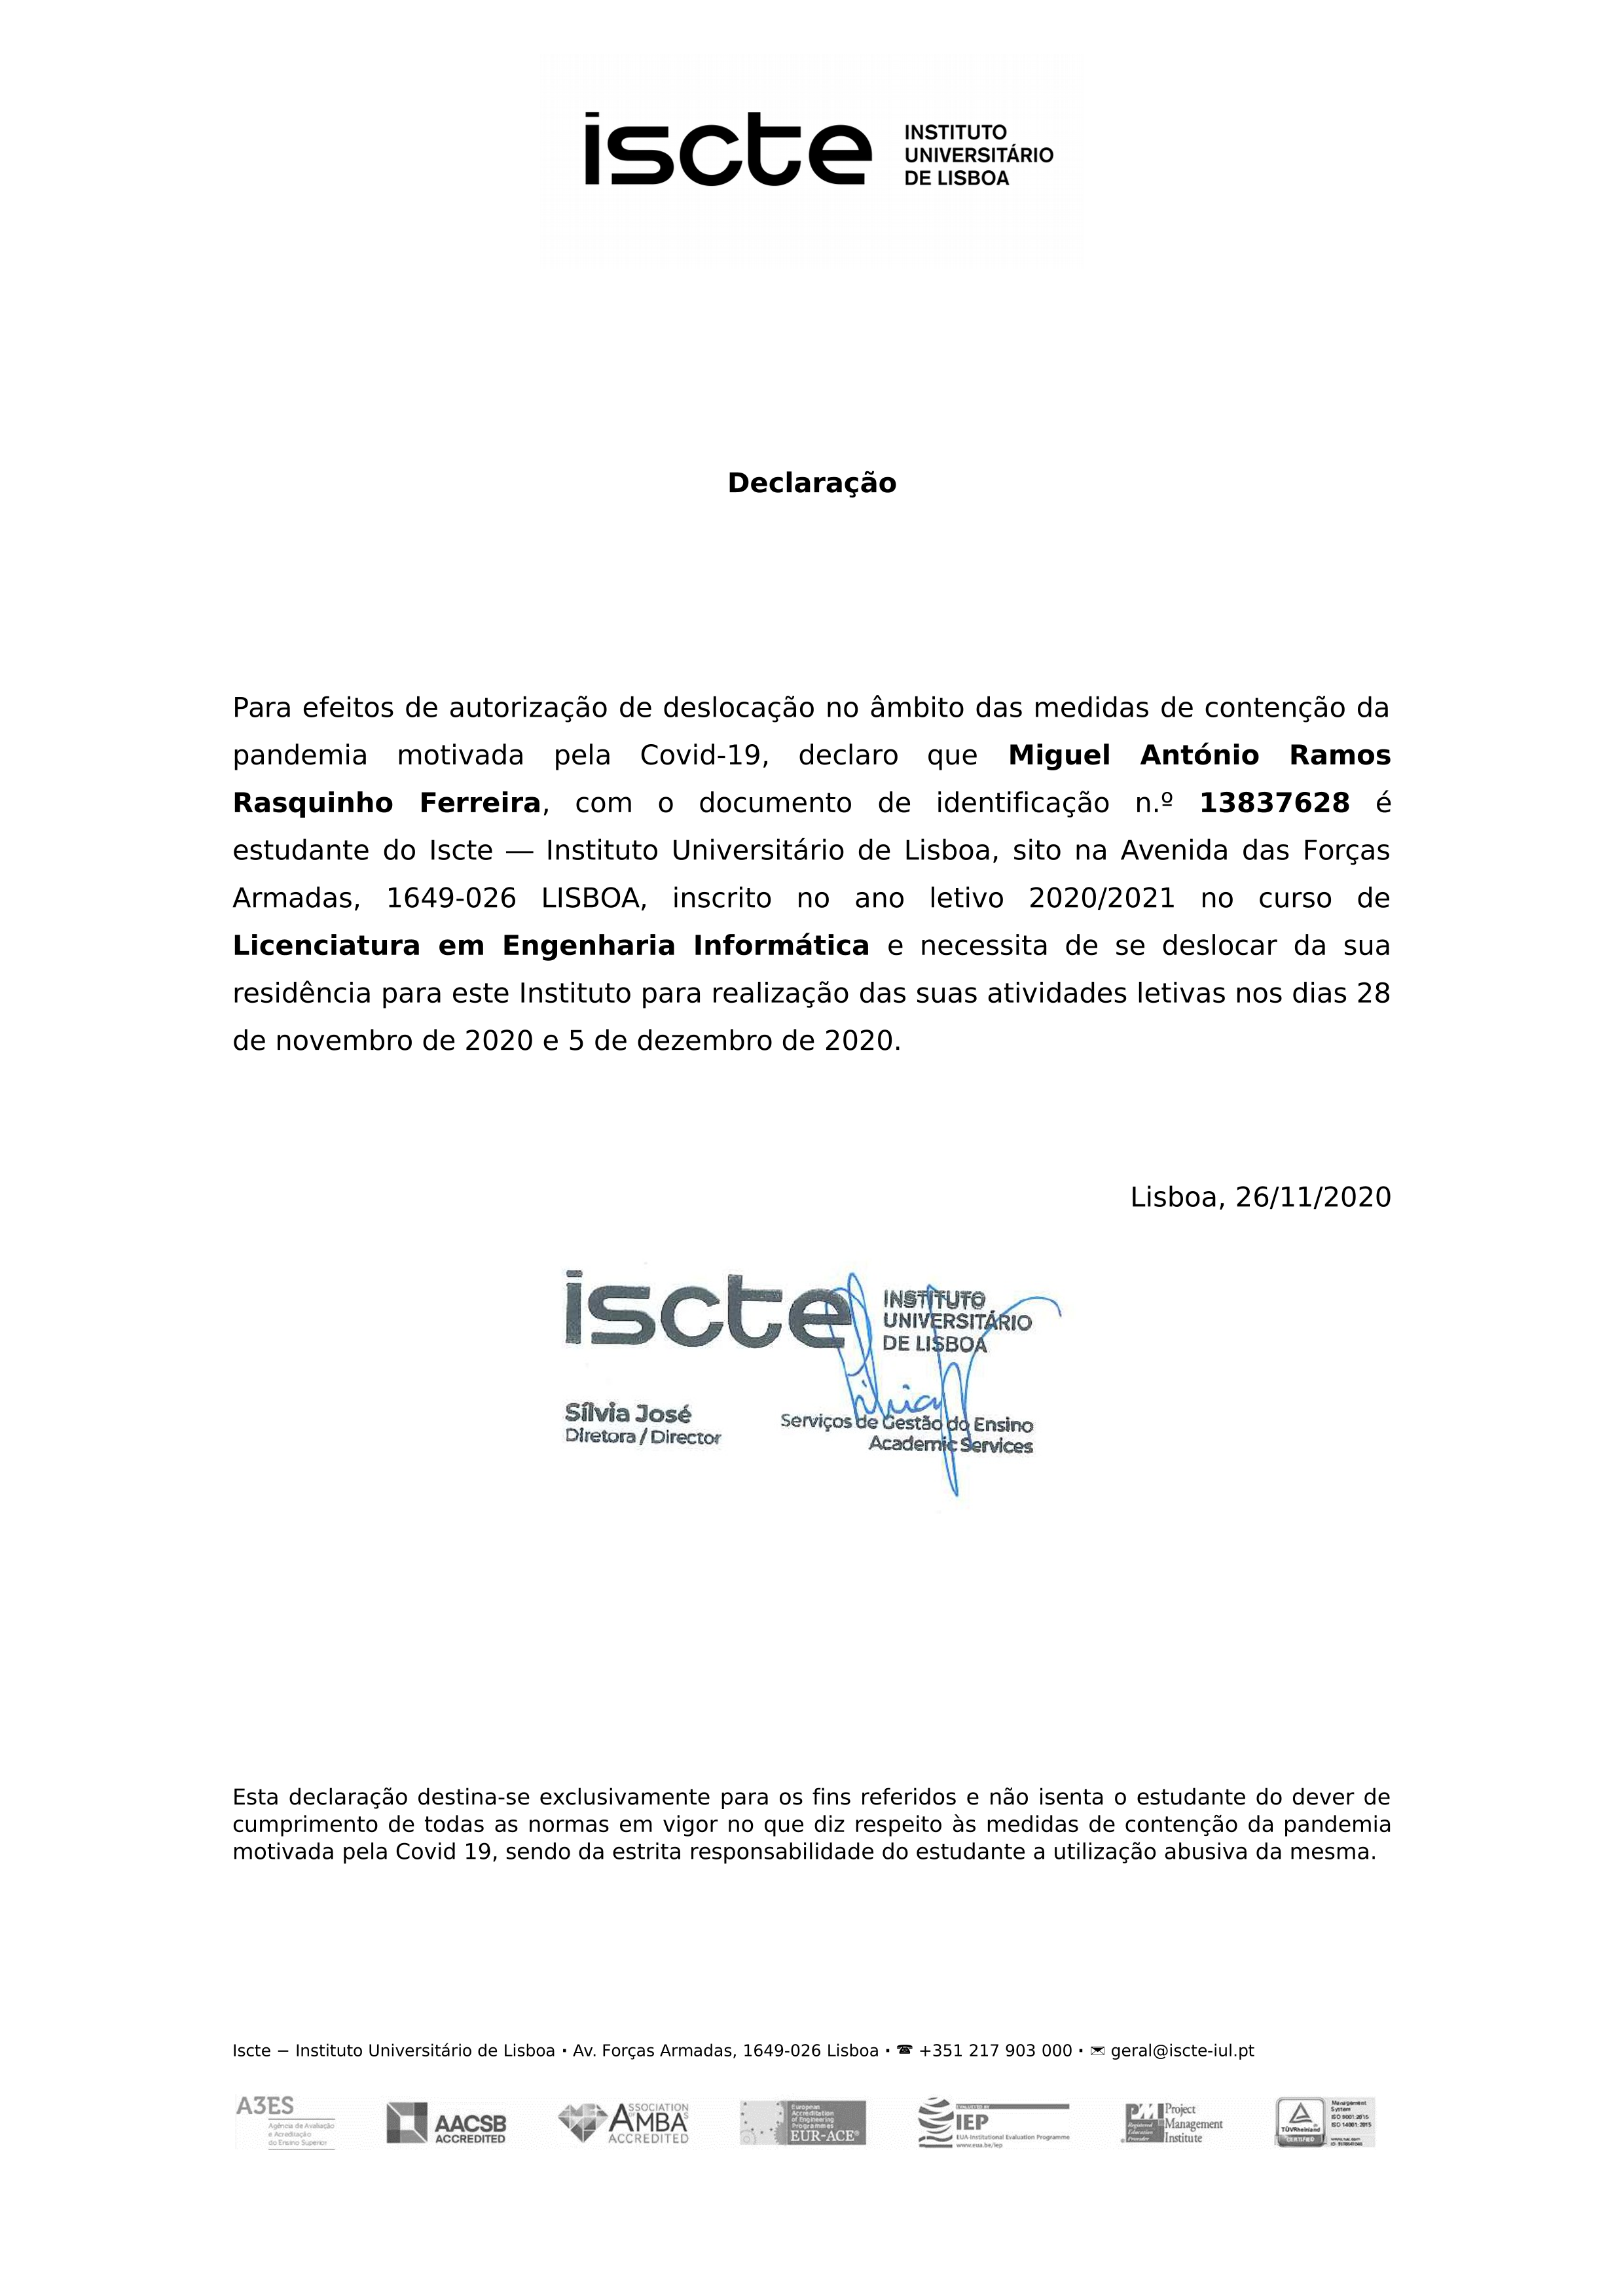 iscte
INSTITUTO
UNIVERSITÁRIO
DE LISBOA
Declaração
Para efeitos de autorização de deslocação no âmbito das medidas de contenção da
pandemia motivada pela Covid-19, declaro que Miguel António Ramos
Rasquinho Ferreira, com o documento de identificação n.º 13837628 é
estudante do Iscte — Instituto Universitário de Lisboa, sito na Avenida das Forças
Armadas, 1649-026 LISBOA, inscrito no ano letivo 2020/2021 no curso de
Licenciatura em Engenharia Informática e necessita de se deslocar da sua
residência para este Instituto para realização das suas atividades letivas nos dias 28
de novembro de 2020 e 5 de dezembro de 2020.
Lisboa, 26/11/2020
iscte
INSTITUTO
UNIVERSITÁRIO
DE LISBOA
Sílvia José
Diretora / Director
Serviços de Gestão do Ensino
Academic Services
Esta declaração destina-se exclusivamente para os fins referidos e não isenta o estudante do dever de
cumprimento de todas as normas em vigor no que diz respeito às medidas de contenção da pandemia
motivada pela Covid 19, sendo da estrita responsabilidade do estudante a utilização abusiva da mesma.
Iscte − Instituto Universitário de Lisboa · Av. Forças Armadas, 1649-026 Lisboa · ☎ +351 217 903 000 · ✉ geral@iscte-iul.pt
A3ES
Agência de Avaliação
e Acreditação
do Ensino Superior
AACSB
ACCREDITED
ASSOCIATION
AMBA
ACCREDITED
European
Accreditation
of Engineering
Programmes
EUR-ACE®
IEP
EUA-Institutional Evaluation Programme
www.eua.be/iep
PMI
Project
Management
Institute
TÜVRheinland
CERTIFIED
Management
System
ISO 9001:2015
ISO 14001:2015